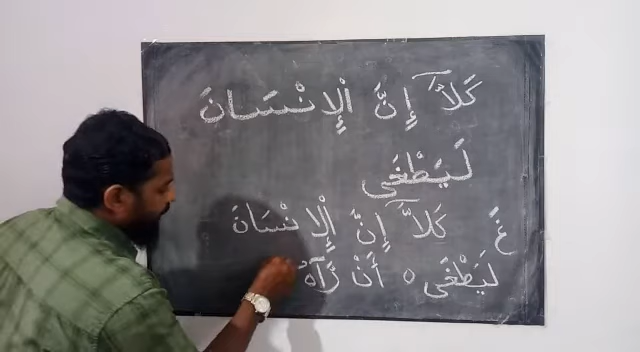 كَلَّآ إِنَّ الْإِنْسَانَ
لَيَطْغَى
كَلَّآ إِنَّ الْإِنْسَانَ
غَ
لَيَطْغَى ٥ أَنْ رَّآهُ